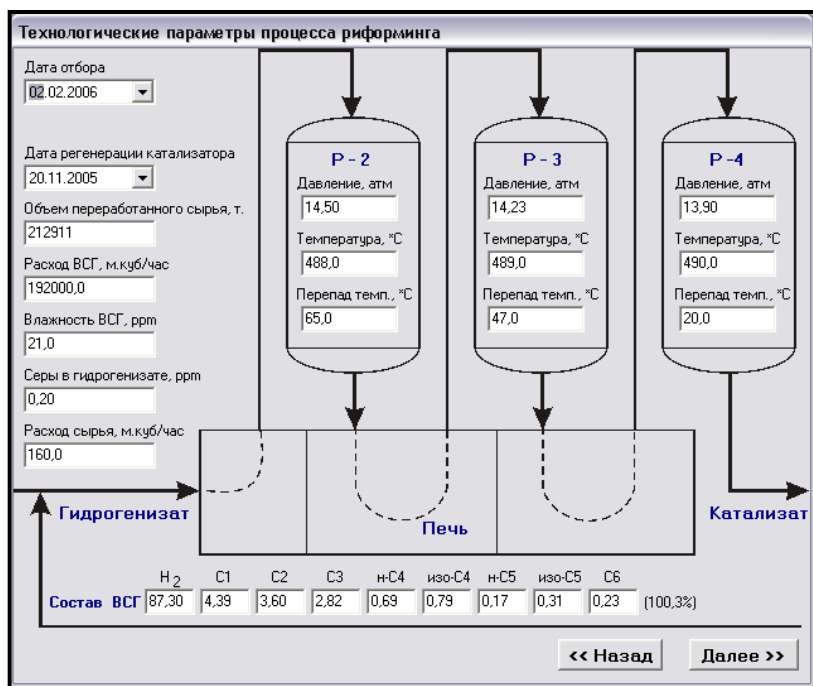 Технологические параметры процесса риформинга
Дата отбора
02.02.2006
Дата регенерации катализатора
20.11.2005
Объем переработанного сырья, т.
212911
Расход ВСГ, м.куб/час
192000,0
Влажность ВСГ, ppm
21,0
Серы в гидрогенизате, ppm
0,20
Расход сырья, м.куб/час
160,0
Р - 2
Давление, атм
14,50
Температура, *С
488,0
Перепад темп., *С
65,0
Р - 3
Давление, атм
14,23
Температура, *С
489,0
Перепад темп., *С
47,0
Р -4
Давление, атм
13,90
Температура, *С
490,0
Перепад темп., *С
20,0
Гидрогенизат
Печь
Катализат
H2 С1 С2 С3 н-С4 изо-С4 н-С5 изо-С5 С6
Состав ВСГ 87,30 4,39 3,60 2,82 0,69 0,79 0,17 0,31 0,23 (100,3%)
<< Назад Далее >>